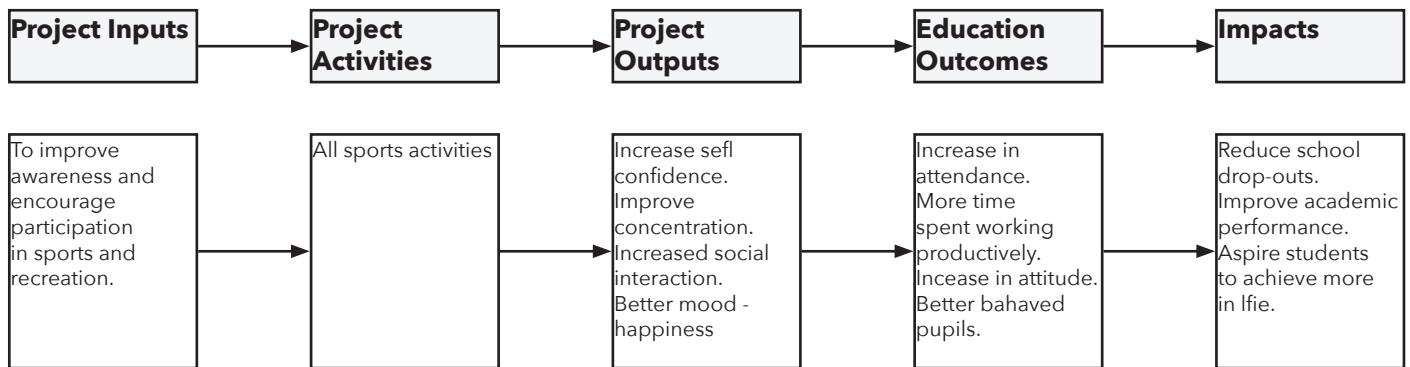 Project Inputs
Project
Activities
Project
Outputs
Education
Outcomes
Impacts
To improve
awareness and
encourage
participation
in sports and
recreation.
All sports activities
Increase sefl
confidence.
Improve
concentration.
Increased social
interaction.
Better mood -
happiness
Increase in
attendance.
More time
spent working
productively.
Incease in attitude.
Better bahaved
pupils.
Reduce school
drop-outs.
Improve academic
performance.
Aspire students
to achieve more
in lfie.